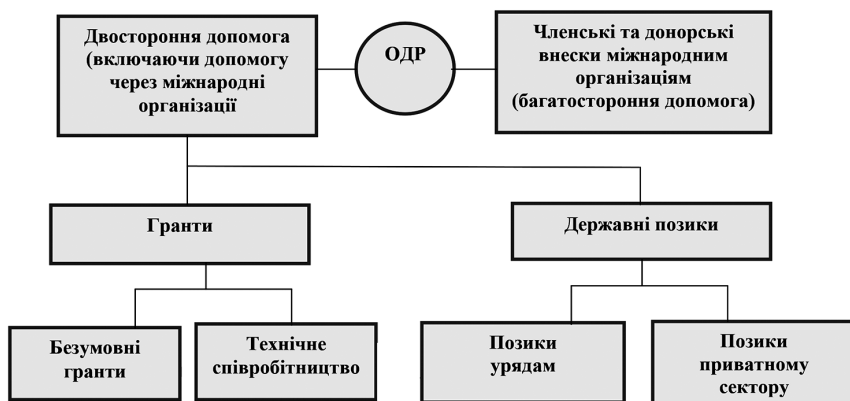 Двостороння допомога
(включаючи допомогу
через міжнародні
організації
ОДР
Членські та донорські
внески міжнародним
організаціям
(багатостороння допомога)
Гранти
Державні позики
Безумовні
гранти
Технічне
співробітництво
Позики
урядам
Позики
приватному
сектору